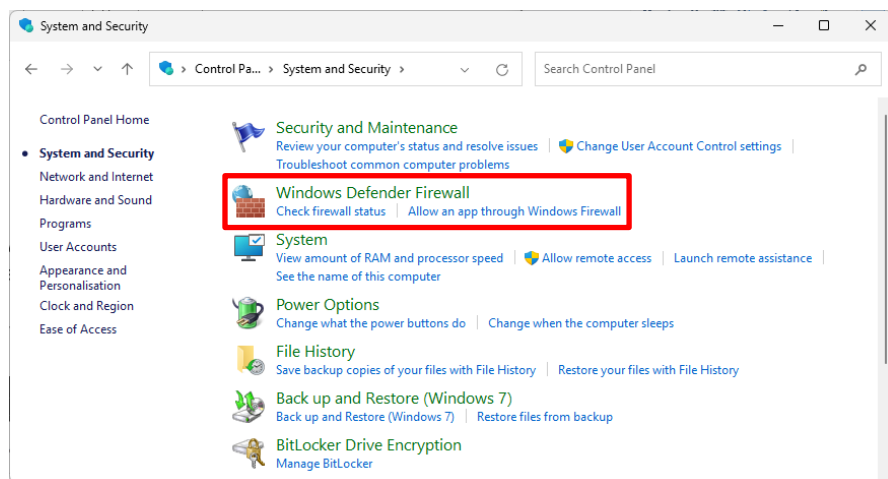 System and Security
Control Pa... > System and Security >
Search Control Panel
Control Panel Home
System and Security
Network and Internet
Hardware and Sound
Programs
User Accounts
Appearance and
Personalisation
Clock and Region
Ease of Access
Security and Maintenance
Review your computer's status and resolve issues
Change User Account Control settings
Troubleshoot common computer problems
Windows Defender Firewall
Check firewall status
Allow an app through Windows Firewall
System
View amount of RAM and processor speed
Allow remote access
Launch remote assistance
See the name of this computer
Power Options
Change what the power buttons do
Change when the computer sleeps
File History
Save backup copies of your files with File History
Restore your files with File History
Back up and Restore (Windows 7)
Back up and Restore (Windows 7)
Restore files from backup
BitLocker Drive Encryption
Manage BitLocker